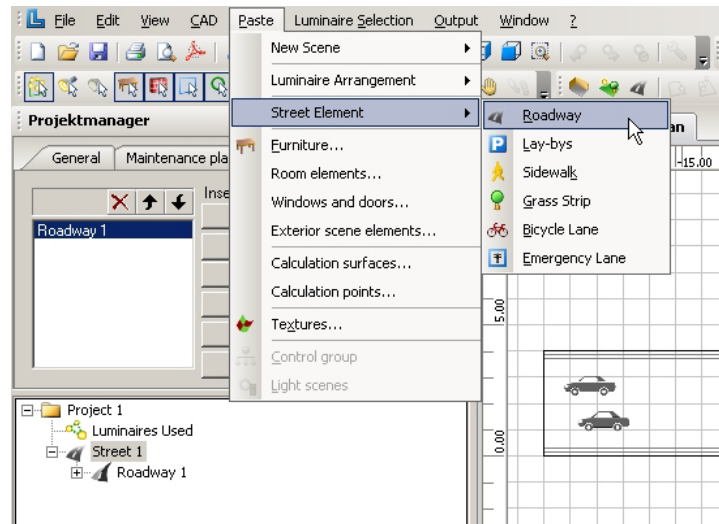 File Edit View CAD Paste Luminaire Selection Output Window ?
New Scene
Luminaire Arrangement
Street Element
Furniture...
Room elements...
Windows and doors...
Exterior scene elements...
Calculation surfaces...
Calculation points...
Textures...
Control group
Light scenes
Roadway
Lay-bys
Sidewalk
Grass Strip
Bicycle Lane
Emergency Lane
Projektmanager
General Maintenance pla
Inse
Roadway 1
Project 1
Luminaires Used
Street 1
Roadway 1
an
-15.00
5.00
0.00